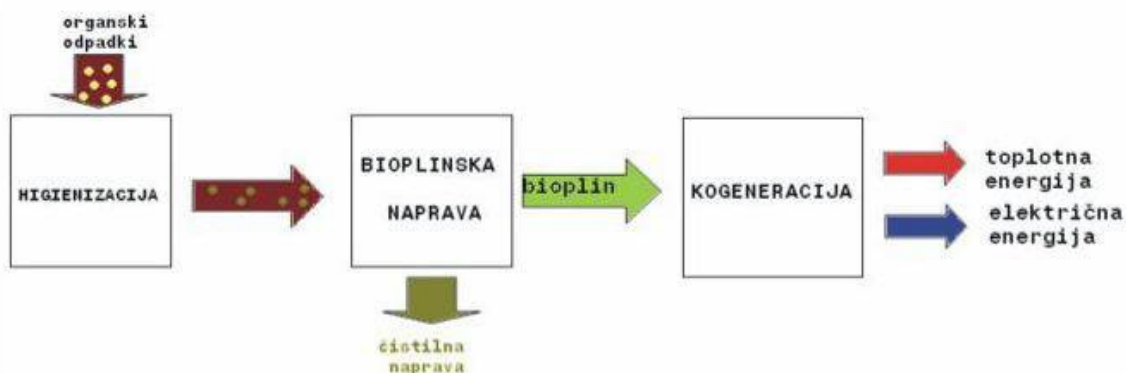 organski
odpadki
HIGIENIZACIJA
BIOPLINSKA
NAPRAVA
bioplin
KOGENERACIJA
toplotna
energija
električna
energija
čistilna
naprava